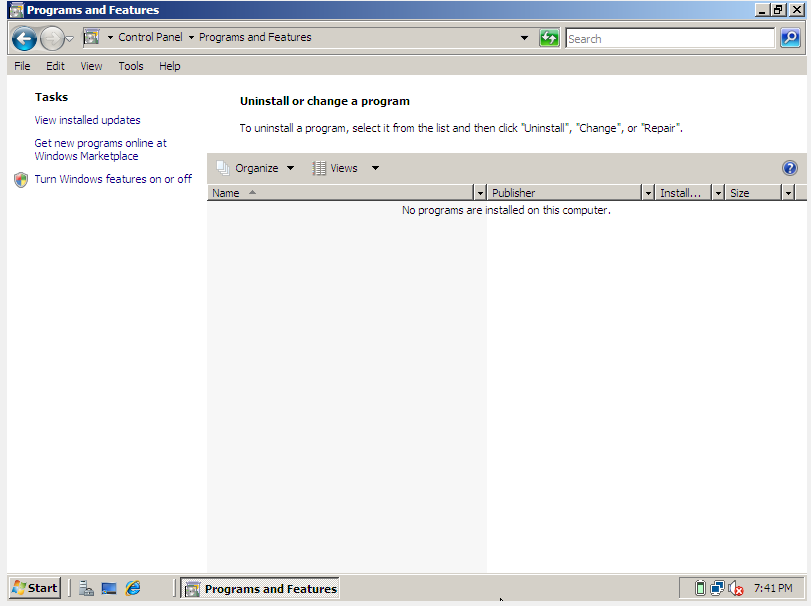 Programs and Features
Control Panel Programs and Features
Search
File Edit View Tools Help
Tasks
View installed updates
Get new programs online at
Windows Marketplace
Turn Windows features on or off
Uninstall or change a program
To uninstall a program, select it from the list and then click "Uninstall", "Change", or "Repair".
Organize Views
Name Publisher Install... Size
No programs are installed on this computer.
Start Programs and Features 7:41 PM